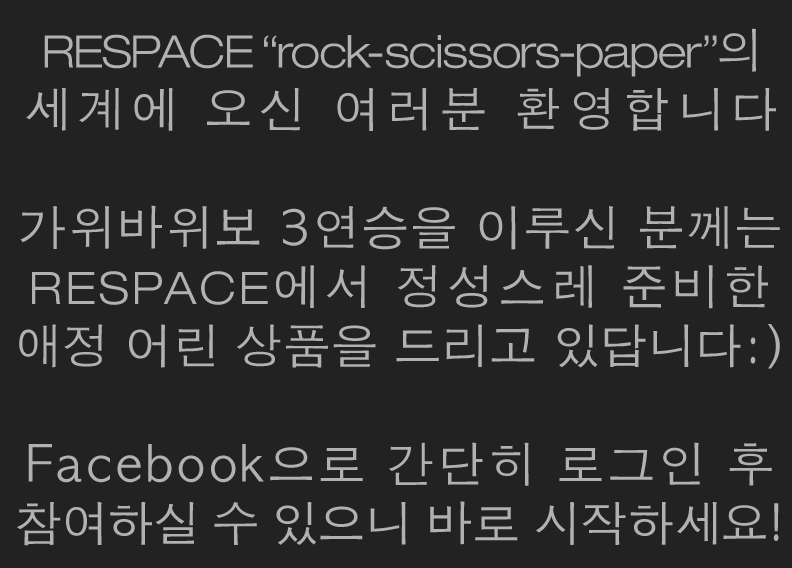 RESPACE “rock-scissors-paper”의
세계에 오신 여러분 환영합니다
가위바위보 3연승을 이루신 분께는
RESPACE에서 정성스레 준비한
애정 어린 상품을 드리고 있답니다:)
Facebook으로 간단히 로그인 후
참여하실 수 있으니 바로 시작하세요!